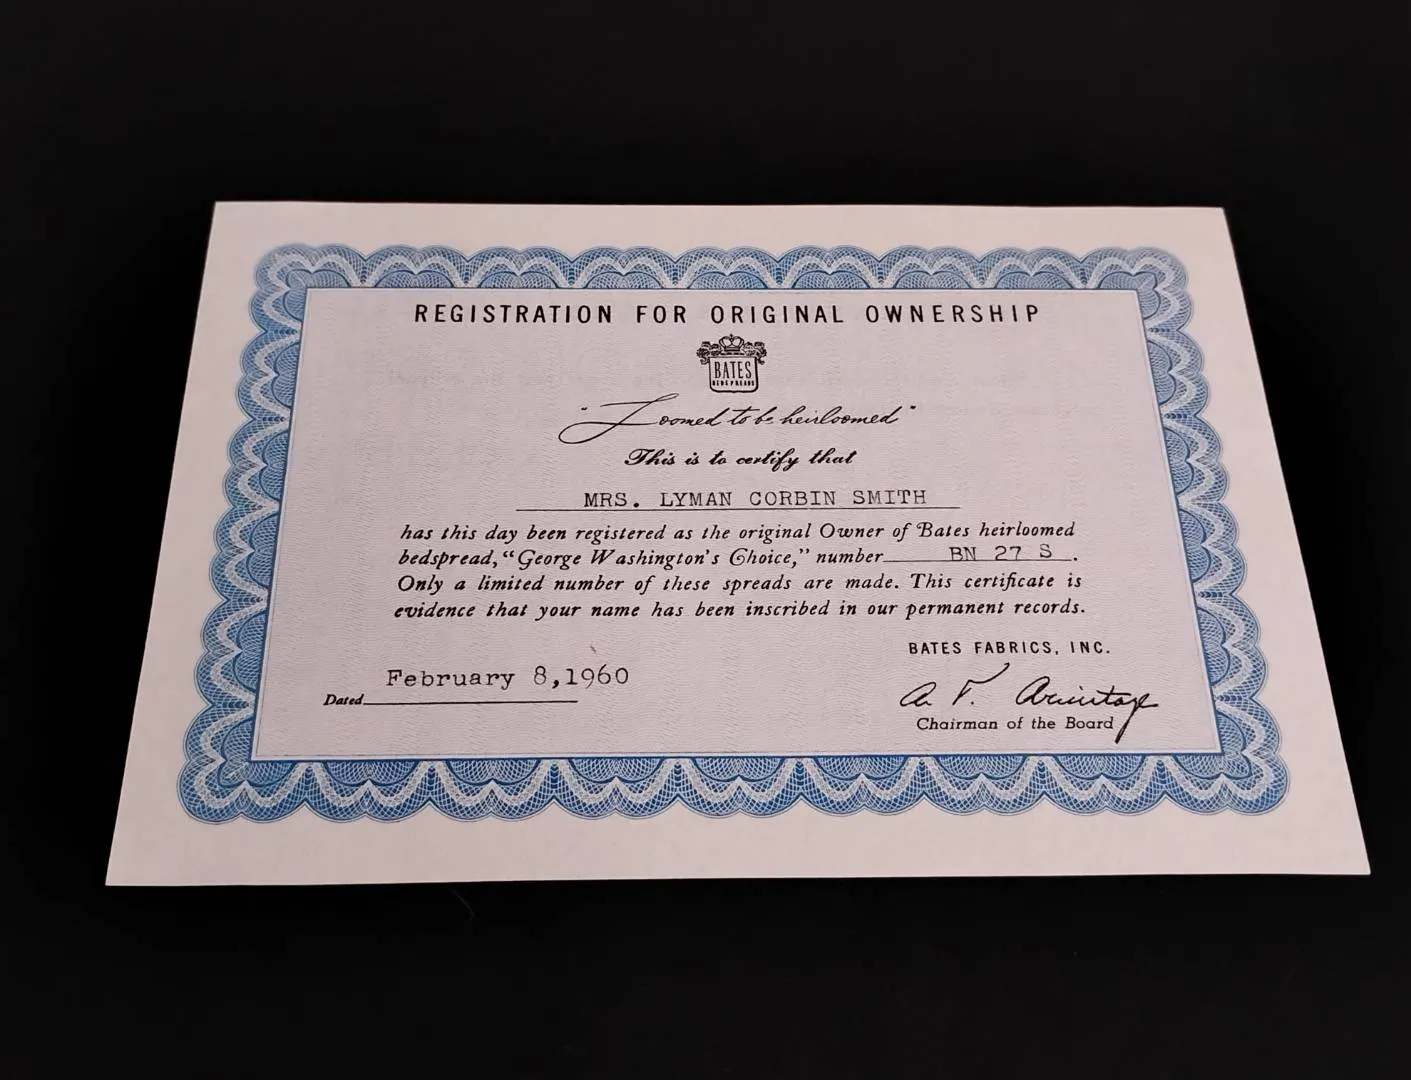 REGISTRATION FOR ORIGINAL OWNERSHIP
BATES
BEDSPREADS
"Loomed to be heirloomed"
This is to certify that
MRS. LYMAN CORBIN SMITH
has this day been registered as the original Owner of Bates heirloomed
bedspread, "George Washington's Choice," number BN 27 S.
Only a limited number of these spreads are made. This certificate is
evidence that your name has been inscribed in our permanent records.
BATES FABRICS, INC.
February 8,1960
Dated
A. F. Armitage
Chairman of the Board